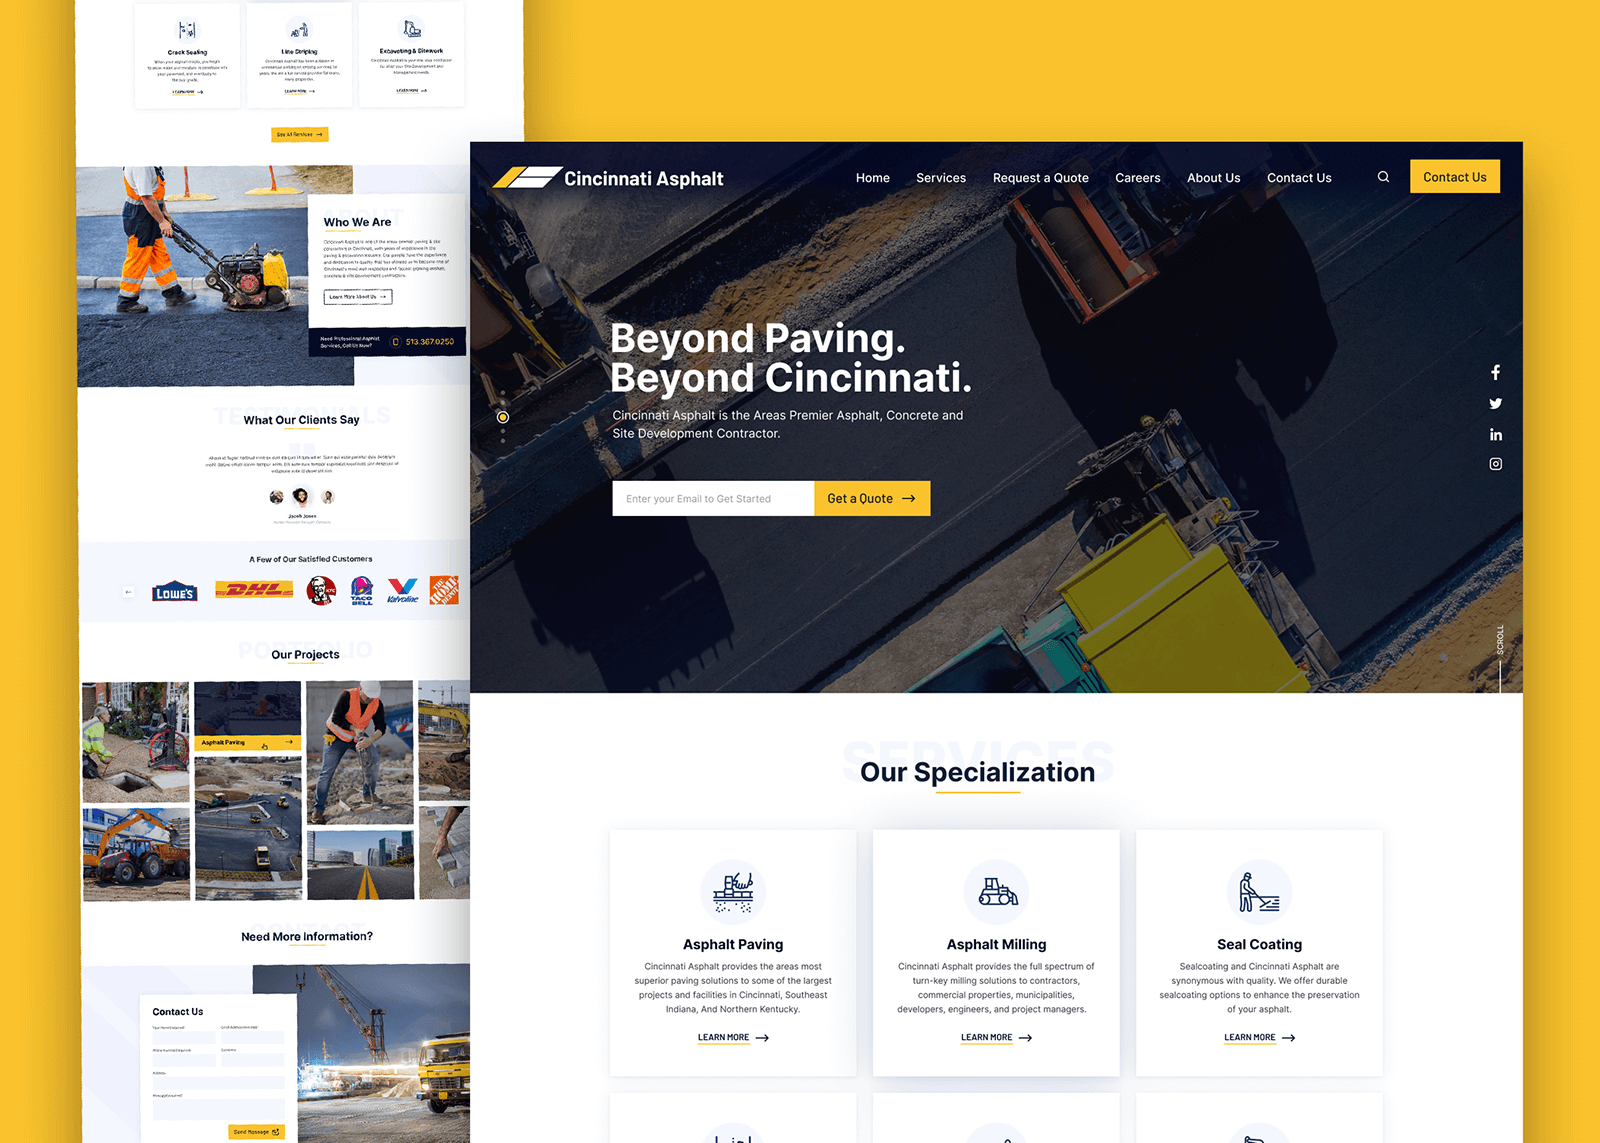 Crack Sealing
Line Striping
Excavating & Sitework
LEARN MORE
LEARN MORE
LEARN MORE
See All Services
ABOUT
Who We Are
Learn More About Us
Need Professional Asphalt
Services, Call Us Now?
513.367.0250
TESTIMONIALS
What Our Clients Say
Jacob Jones
A Few of Our Satisfied Customers
LOWE'S
DHL
KFC
TACO
BELL
Valvoline
THE
HOME
DEPOT
PORTFOLIO
Our Projects
Asphalt Paving
CONTACT
Need More Information?
Contact Us
Address
Send Message
Cincinnati Asphalt
Home
Services
Request a Quote
Careers
About Us
Contact Us
Contact Us
Beyond Paving.
Beyond Cincinnati.
Cincinnati Asphalt is the Areas Premier Asphalt, Concrete and
Site Development Contractor.
Enter your Email to Get Started
Get a Quote
SCROLL
SERVICES
Our Specialization
Asphalt Paving
Cincinnati Asphalt provides the areas most
superior paving solutions to some of the largest
projects and facilities in Cincinnati, Southeast
Indiana, And Northern Kentucky.
LEARN MORE
Asphalt Milling
Cincinnati Asphalt provides the full spectrum of
turn-key milling solutions to contractors,
commercial properties, municipalities,
developers, engineers, and project managers.
LEARN MORE
Seal Coating
Sealcoating and Cincinnati Asphalt are
synonymous with quality. We offer durable
sealcoating options to enhance the preservation
of your asphalt.
LEARN MORE